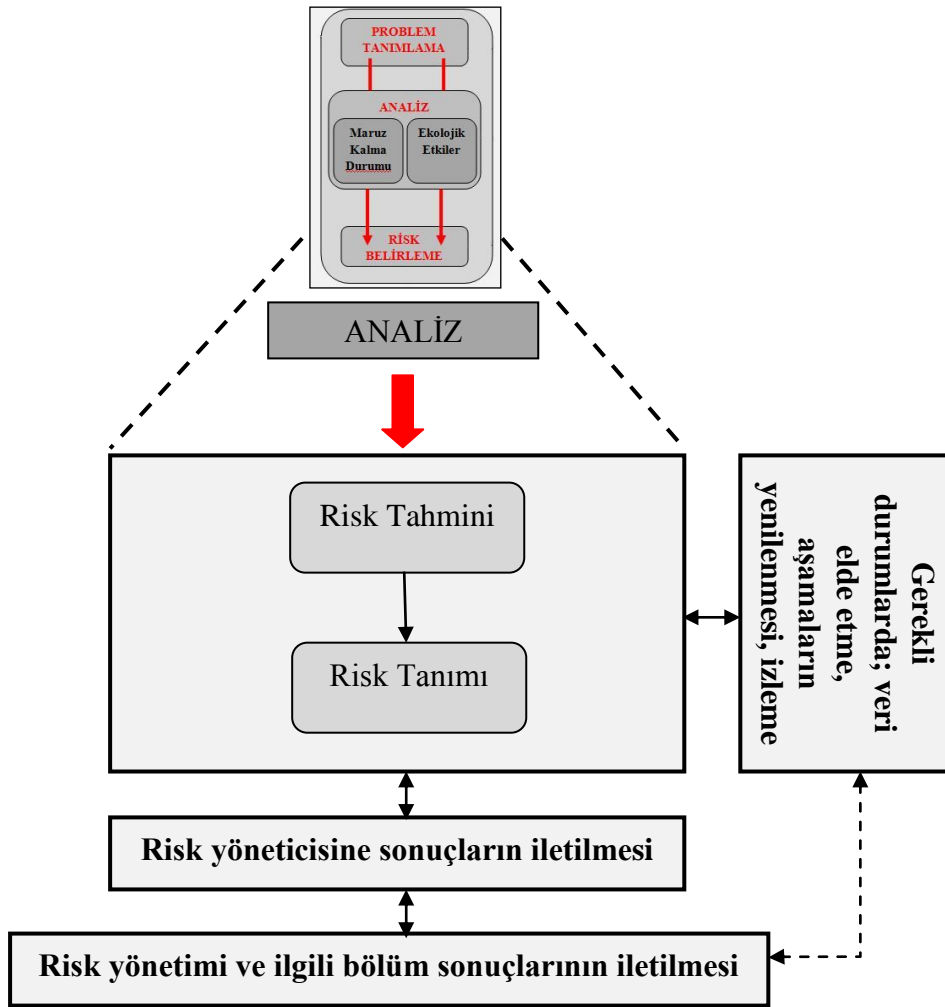 PROBLEM
TANIMLAMA
ANALİZ
Maruz
Kalma
Durumu
Ekolojik
Etkiler
RİSK
BELİRLEME
ANALİZ
Risk Tahmini
Risk Tanımı
Gerekli
durumlarda; veri
elde etme,
aşamaların
yenilenmesi, izleme
Risk yöneticisine sonuçların iletilmesi
Risk yönetimi ve ilgili bölüm sonuçlarının iletilmesi